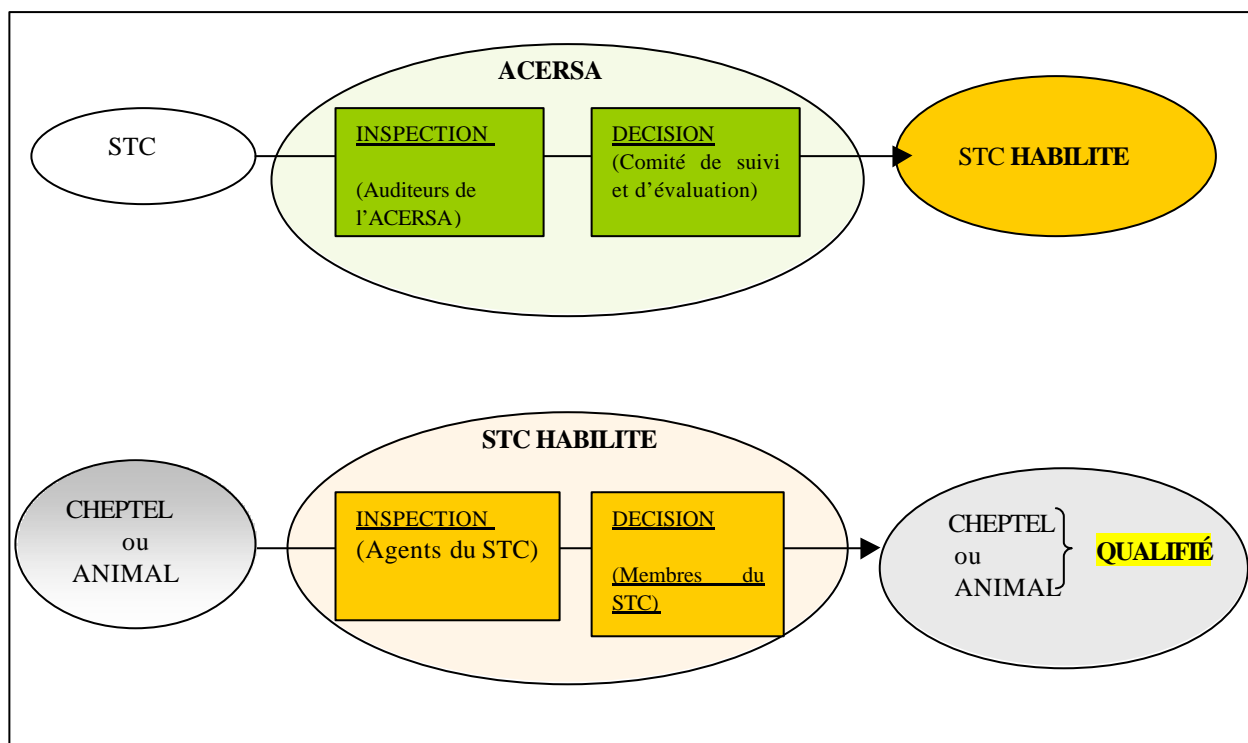 ACERSA
STC
INSPECTION
(Auditeurs de
l'ACERSA)
DECISION
(Comité de suivi
et d'évaluation)
STC HABILITE
STC HABILITE
CHEPTEL
ou
ANIMAL
INSPECTION
(Agents du STC)
DECISION
(Membres du
STC)
CHEPTEL
ou
ANIMAL
QUALIFIÉ